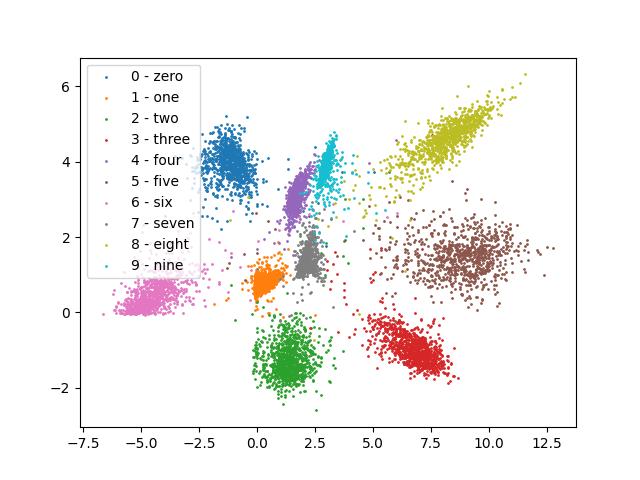 0 - zero
1 - one
2 - two
3 - three
4 - four
5 - five
6 - six
7 - seven
8 - eight
9 - nine
6
4
2
0
−2
−7.5 −5.0 −2.5 0.0 2.5 5.0 7.5 10.0 12.5